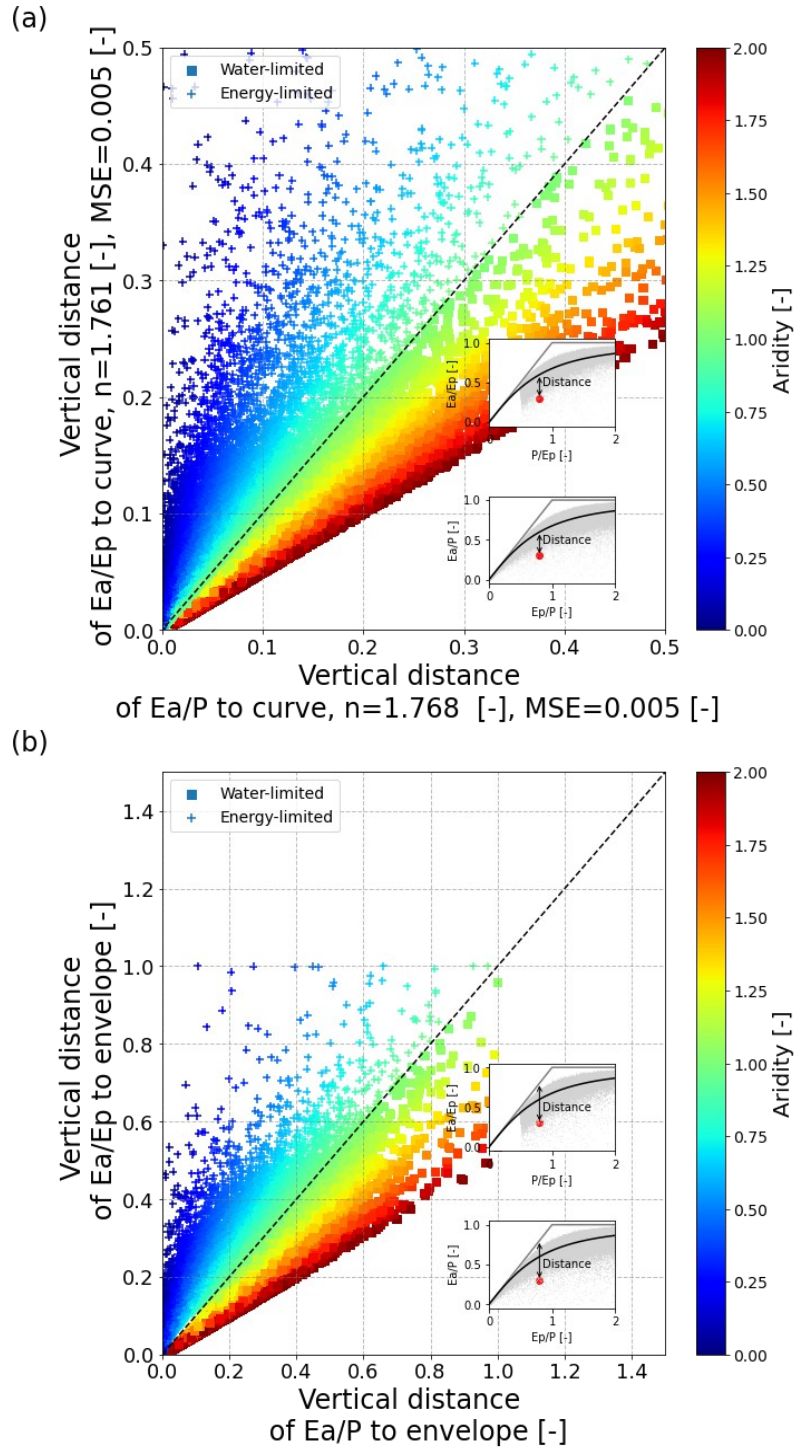 (a)
0.5
0.4
0.3
0.2
0.1
0.0
Vertical distance
of Ea/Ep to curve, n=1.761 [-], MSE=0.005 [-]
Water-limited
Energy-limited
1.0
0.5
0.0
Ea/Ep [-]
Distance
0
1
2
P/Ep [-]
1.0
0.5
0.0
Ea/P [-]
Distance
0
1
2
Ep/P [-]
0.0
0.1
0.2
0.3
0.4
0.5
Vertical distance
of Ea/P to curve, n=1.768 [-], MSE=0.005 [-]
2.00
1.75
1.50
1.25
1.00
0.75
0.50
0.25
0.00
Aridity [-]
(b)
1.4
1.2
1.0
0.8
0.6
0.4
0.2
0.0
Vertical distance
of Ea/Ep to envelope [-]
Water-limited
Energy-limited
1.0
0.5
0.0
Ea/Ep [-]
Distance
0
1
2
P/Ep [-]
1.0
0.5
0.0
Ea/P [-]
Distance
0
1
2
Ep/P [-]
0.0
0.2
0.4
0.6
0.8
1.0
1.2
1.4
Vertical distance
of Ea/P to envelope [-]
2.00
1.75
1.50
1.25
1.00
0.75
0.50
0.25
0.00
Aridity [-]